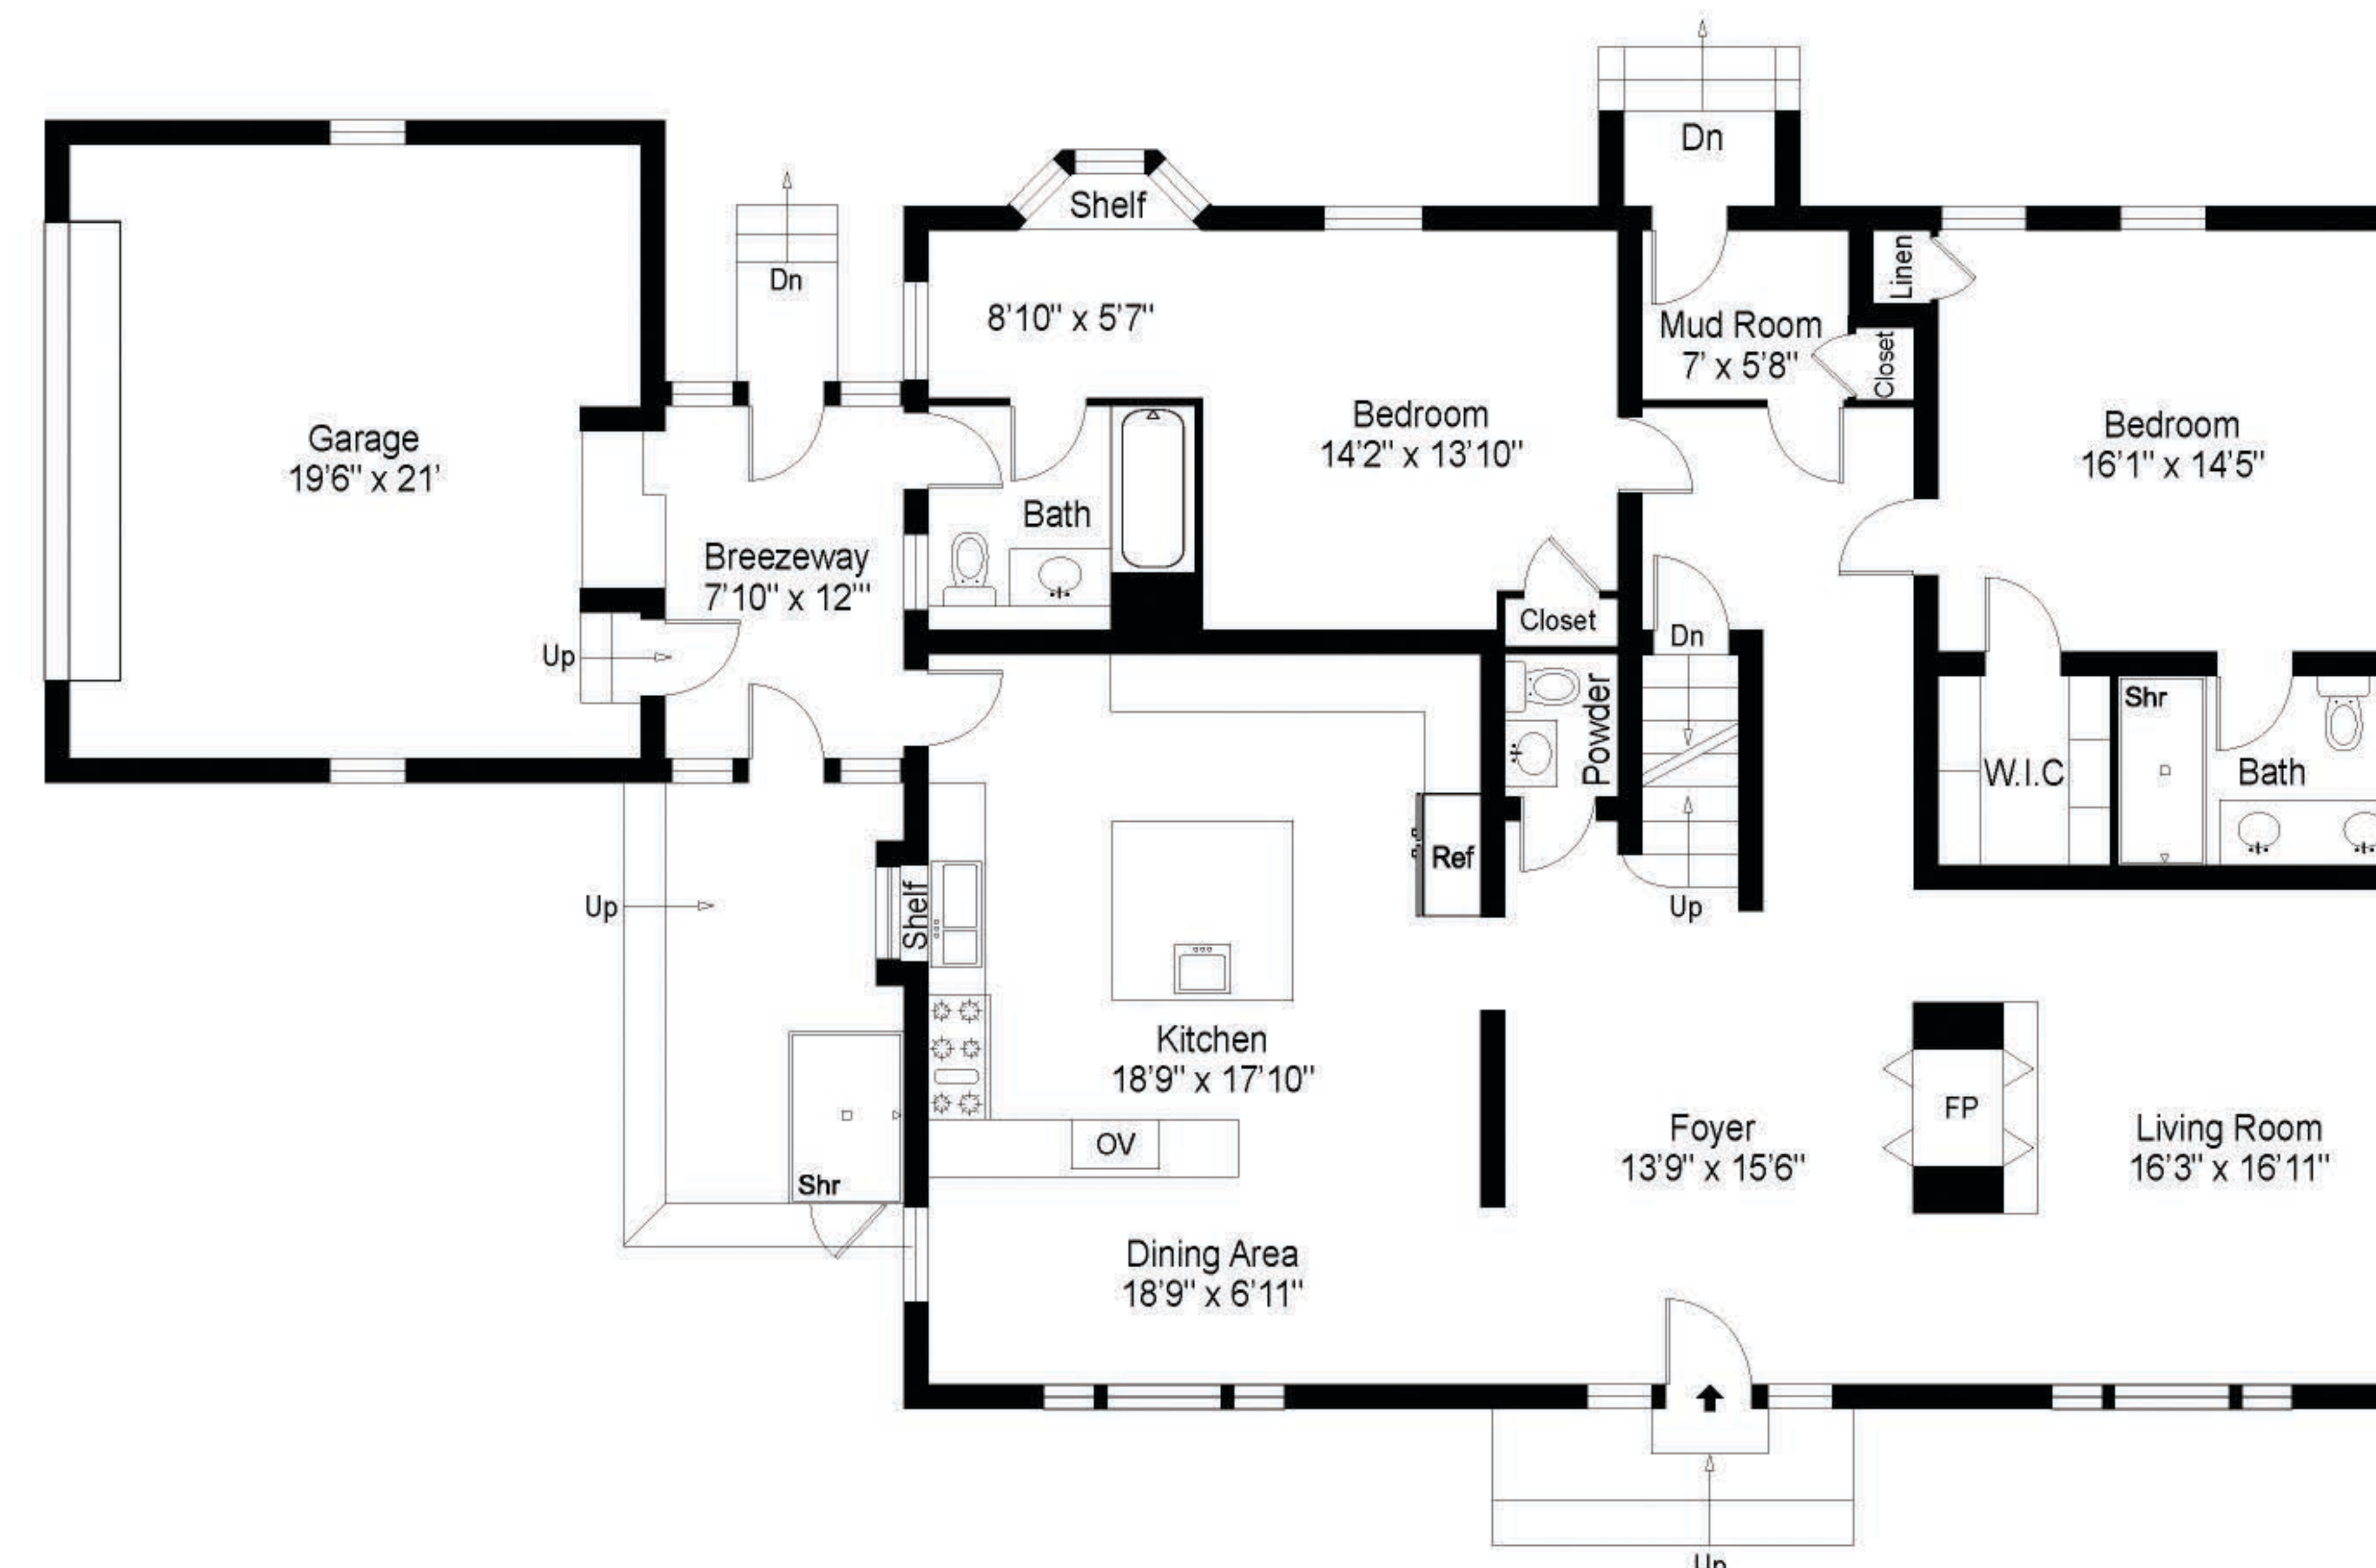 Dn
Shelf
Dn
Linen
8'10" x 5'7"
Mud Room
7' x 5'8"
Closet
Garage
19'6" x 21'
Bedroom
14'2" x 13'10"
Bedroom
16'1" x 14'5"
Bath
Breezeway
7'10" x 12'"
Closet
Dn
Up
Powder
Shr
W.I.C
Bath
Ref
Up
Shelf
Up
Kitchen
18'9" x 17'10"
FP
OV
Foyer
13'9" x 15'6"
Living Room
16'3" x 16'11"
Shr
Dining Area
18'9" x 6'11"
Up